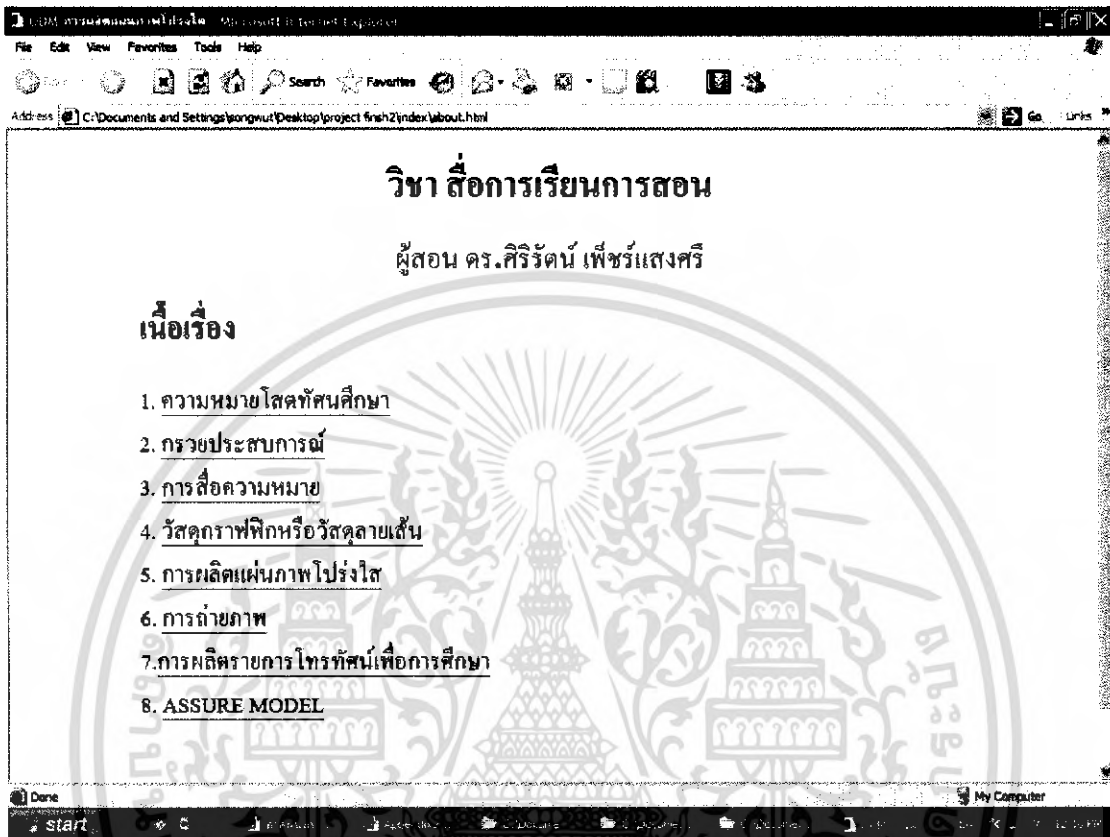 Microsoft Internet Explorer
File Edit View Favorites Tools Help
Search Favorites
Address C:\Documents and Settings\songwut\Desktop\project finsh2\index\about.html Go Links
วิชา สื่อการเรียนการสอน
ผู้สอน ดร.ศิริรัตน์ เพ็ชร์แสงศรี
เนื้อเรื่อง
1. ความหมายโสตทัศนศึกษา
2. กรวยประสบการณ์
3. การสื่อความหมาย
4. วัสดุกราฟฟิกหรือวัสดุลายเส้น
5. การผลิตแผ่นภาพโปร่งใส
6. การถ่ายภาพ
7.การผลิตรายการโทรทัศน์เพื่อการศึกษา
8. ASSURE MODEL
Done My Computer
start